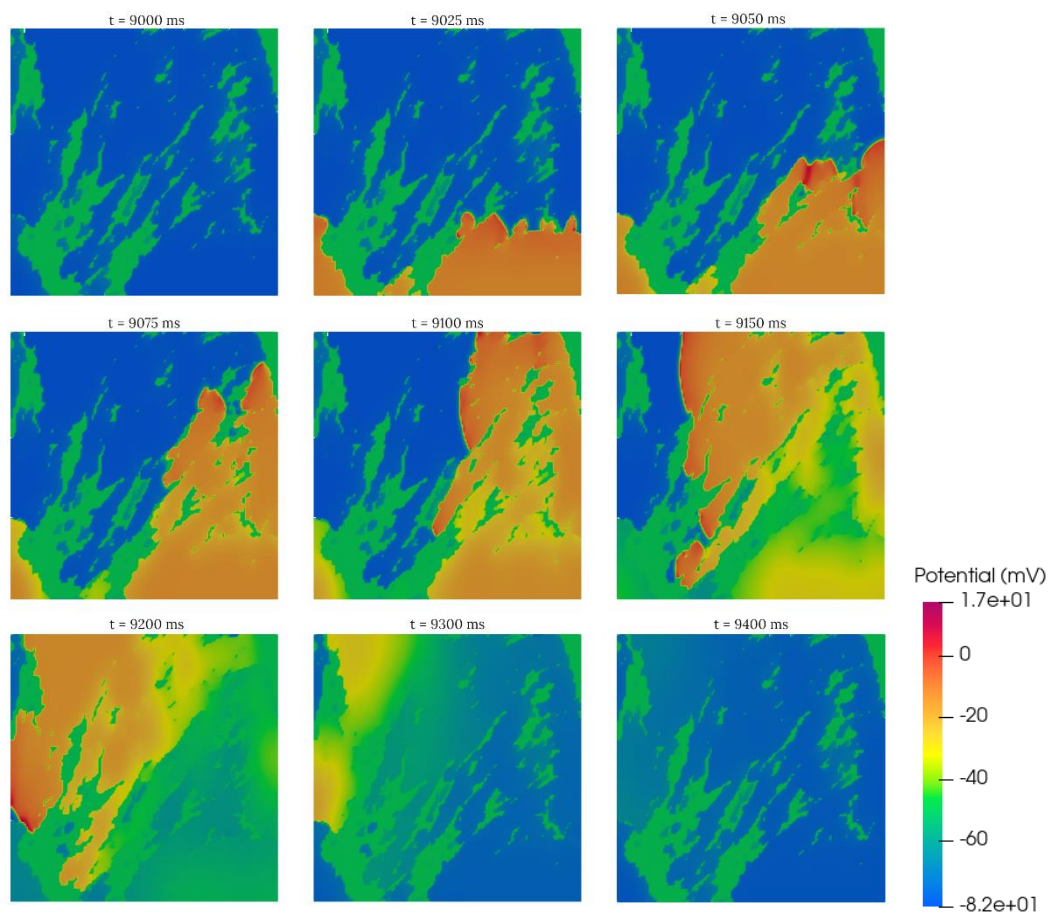 t = 9000 ms
t = 9025 ms
t = 9050 ms
t = 9075 ms
t = 9100 ms
t = 9150 ms
t = 9200 ms
t = 9300 ms
t = 9400 ms
Potential (mV)
1.7e+01
0
-20
-40
-60
-8.2e+01